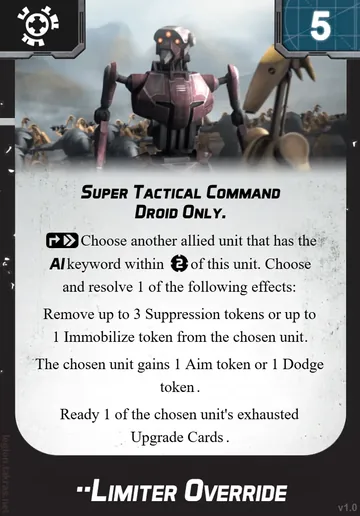 5
Super Tactical Command
Droid Only.
Choose another allied unit that has the
AI keyword within 2 of this unit. Choose
and resolve 1 of the following effects:
Remove up to 3 Suppression tokens or up to
1 Immobilize token from the chosen unit.
The chosen unit gains 1 Aim token or 1 Dodge
token.
Ready 1 of the chosen unit's exhausted
Upgrade Cards.
••Limiter Override
v1.0